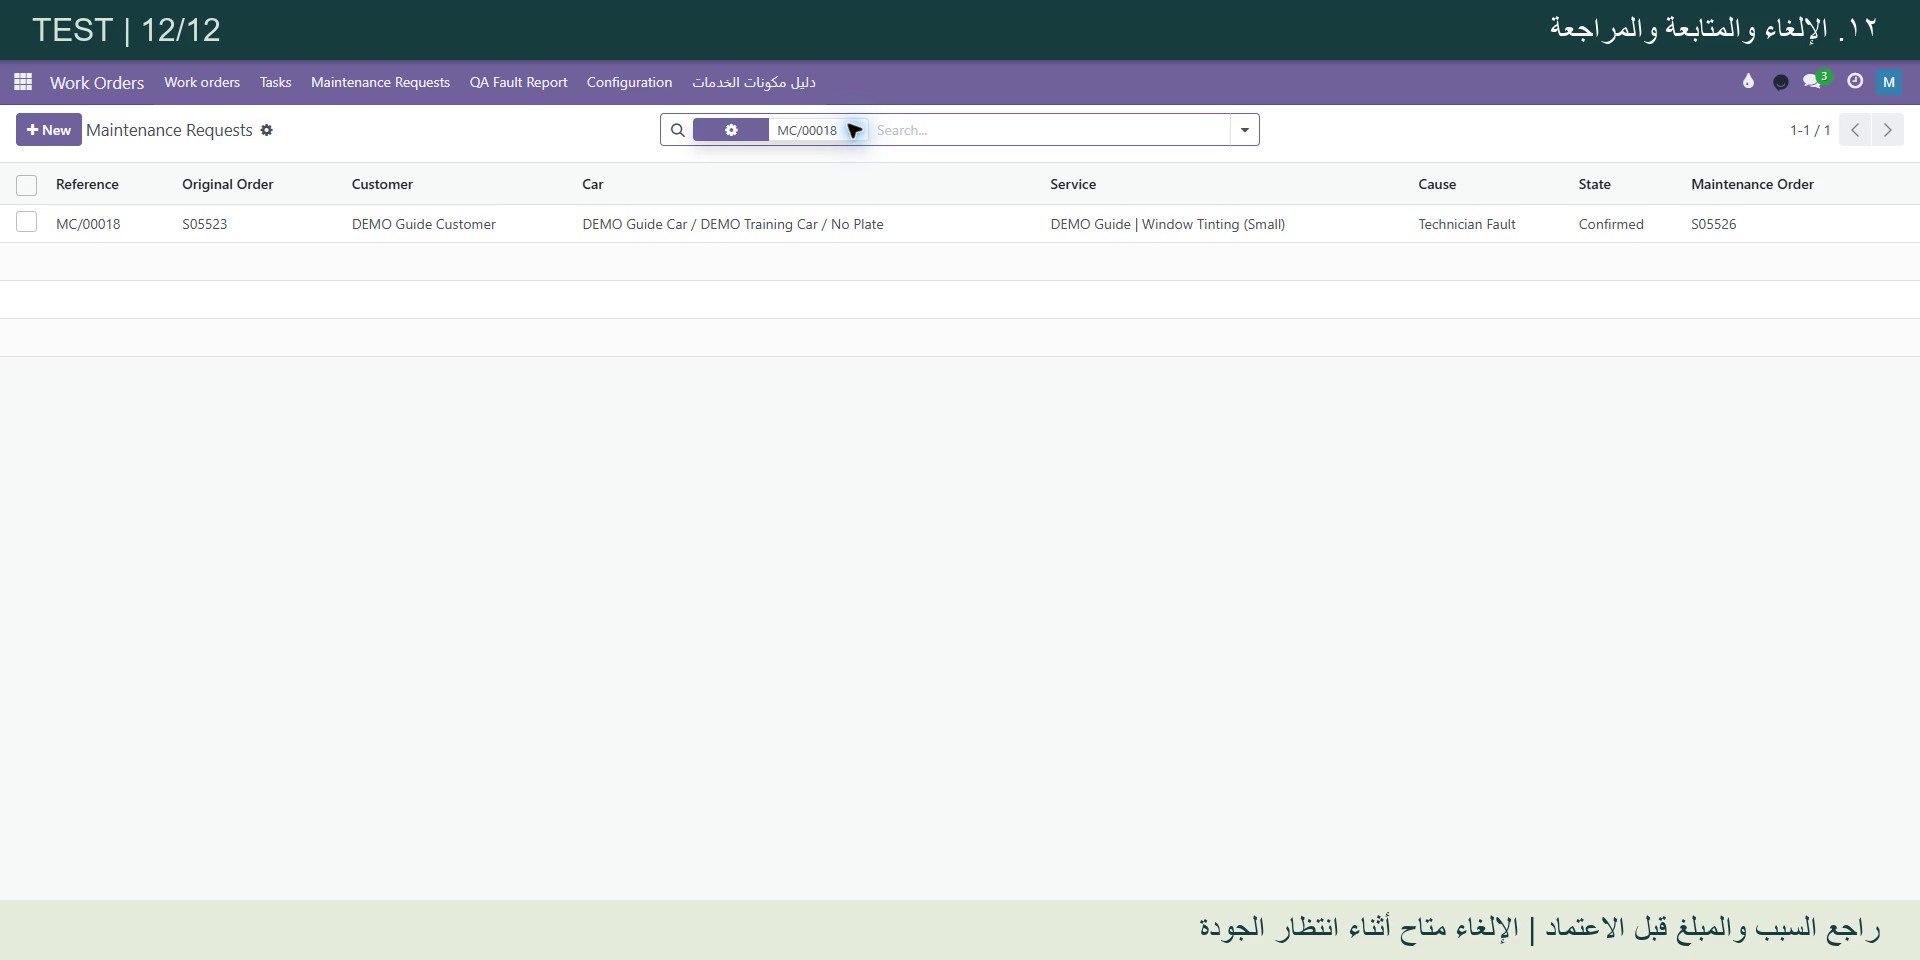 TEST | 12/12
١٢. الإلغاء والمتابعة والمراجعة
Work Orders Work orders Tasks Maintenance Requests QA Fault Report Configuration دليل مكونات الخدمات 3 M
New Maintenance Requests MC/00018 Search... 1-1 / 1
Reference Original Order Customer Car Service Cause State Maintenance Order
MC/00018 S05523 DEMO Guide Customer DEMO Guide Car / DEMO Training Car / No Plate DEMO Guide | Window Tinting (Small) Technician Fault Confirmed S05526
راجع السبب والمبلغ قبل الاعتماد | الإلغاء متاح أثناء انتظار الجودة